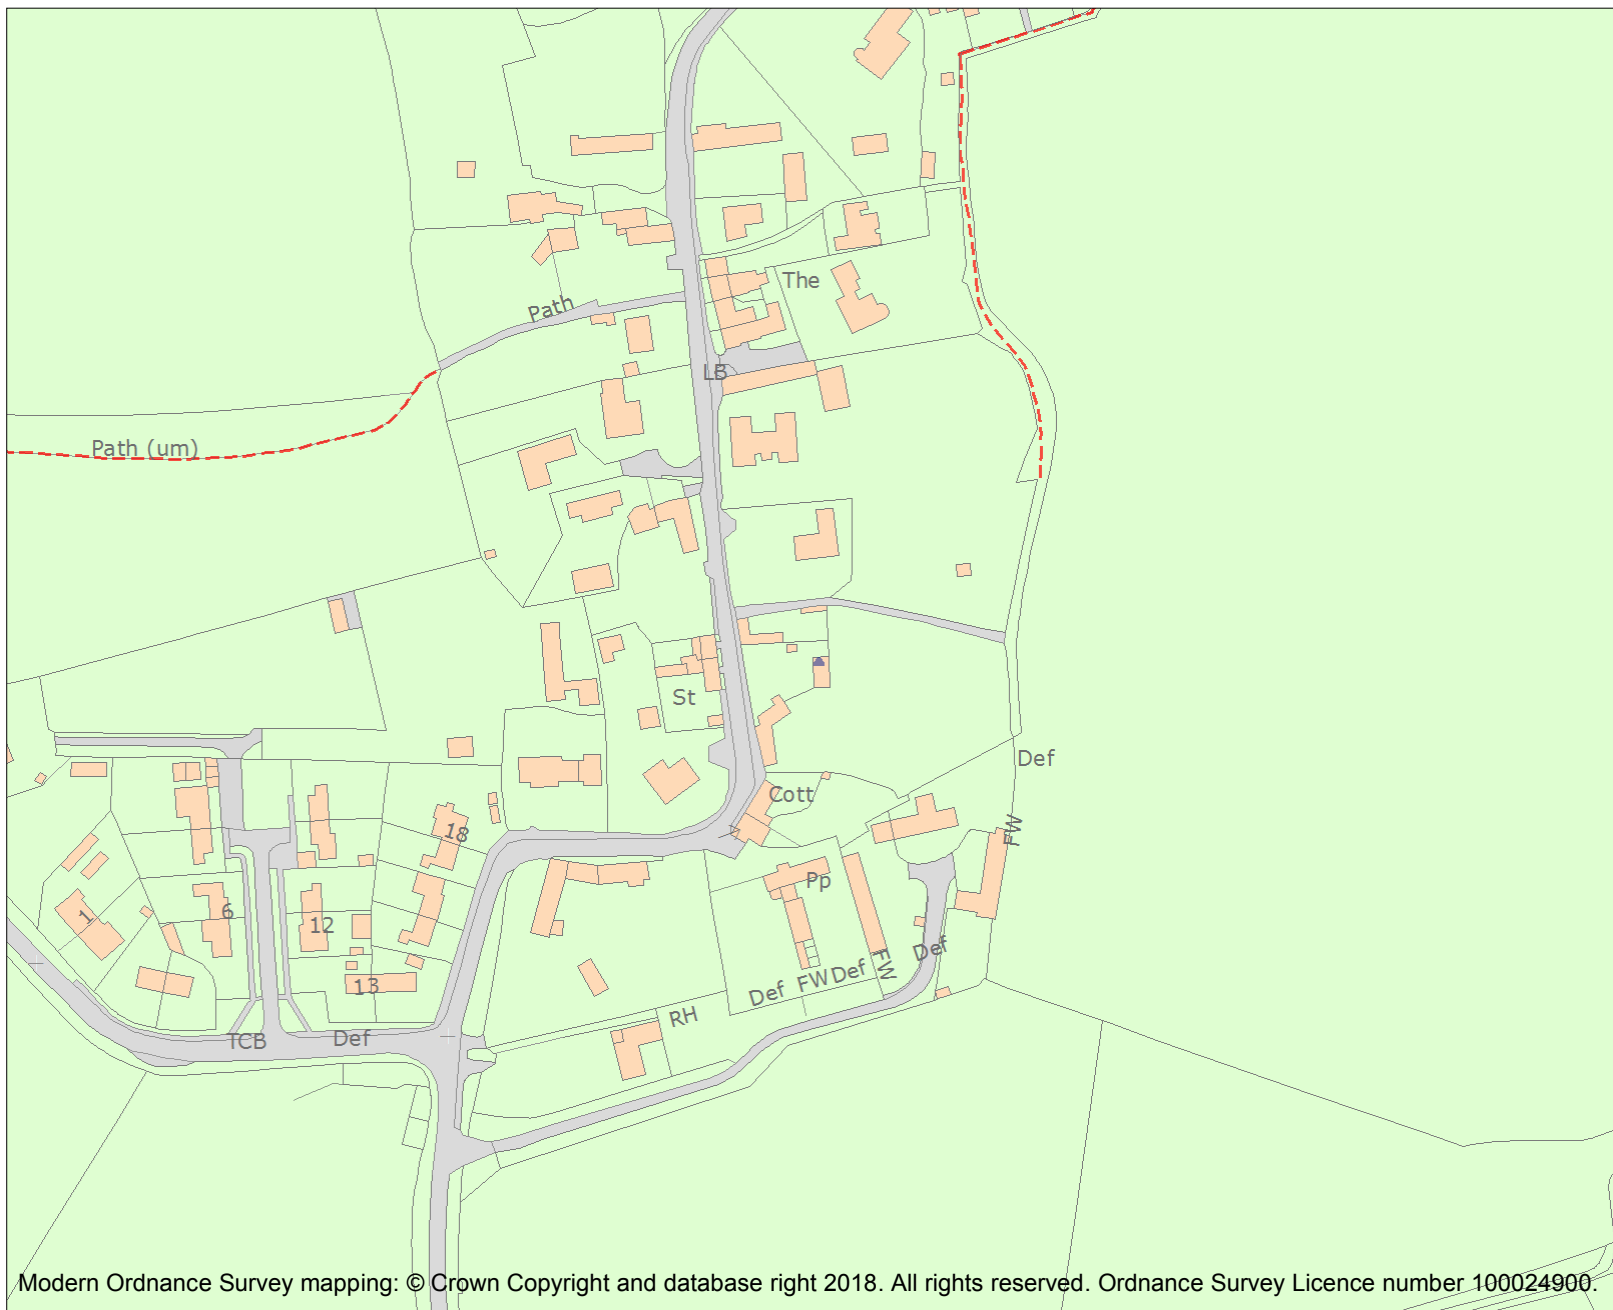 The
Path
LB
Path (um)
St
Def
Cott
18
FW
Pp
1
6
12
FW
Def
Def FW Def
13
RH
TCB
Def
Modern Ordnance Survey mapping: © Crown Copyright and database right 2018. All rights reserved. Ordnance Survey Licence number 100024900.